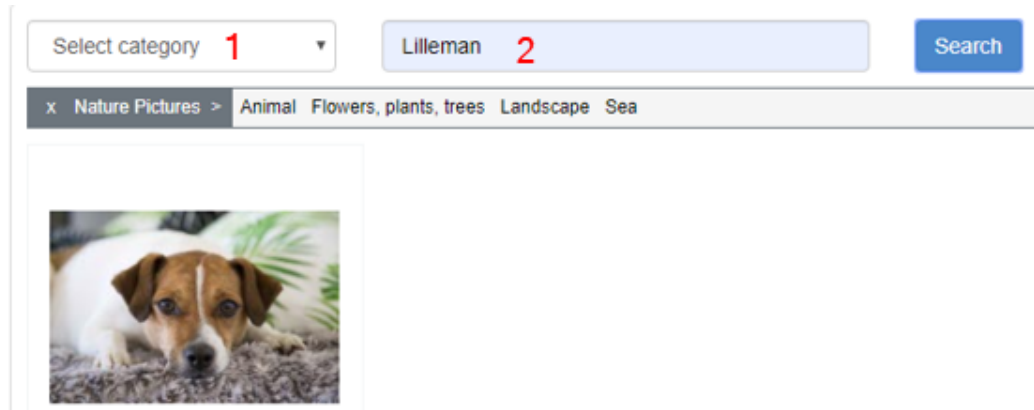 Select category 1 Lilleman 2 Search
x Nature Pictures > Animal Flowers, plants, trees Landscape Sea